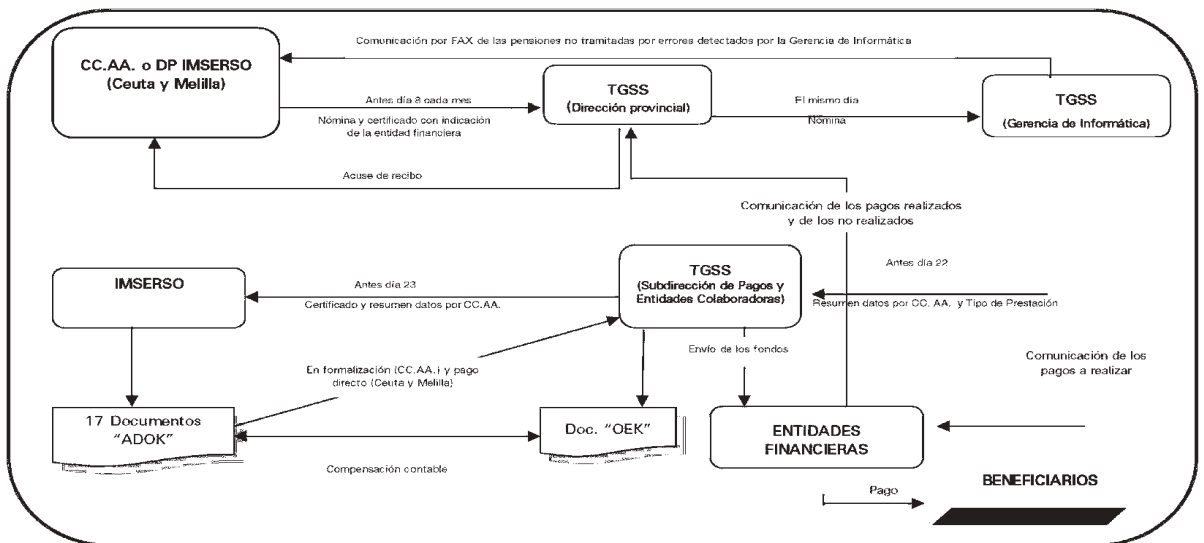 Comunicación por FAX de las pensiones no tramitadas por errores detectados por la Gerencia de Informática
CC.AA. o DP IMSERSO
(Ceuta y Melilla)
Antes día 8 cada mes
Nómina y certificado con indicación
de la entidad financiera
TGSS
(Dirección provincial)
El mismo día
Nómina
TGSS
(Gerencia de Informática)
Acuse de recibo
Comunicación de los pagos realizados
y de los no realizados
IMSERSO
Antes día 23
Certificado y resumen datos por CC.AA.
TGSS
(Subdirección de Pagos y
Entidades Colaboradoras)
Antes día 22
Resumen datos por CC. AA. y Tipo de Prestación
Envío de los fondos
Comunicación de los
pagos a realizar
En formalización (CC.AA.) y pago
directo (Ceuta y Melilla)
17 Documentos
"ADOK"
Doc. "OEK"
ENTIDADES
FINANCIERAS
Compensación contable
Pago
BENEFICIARIOS